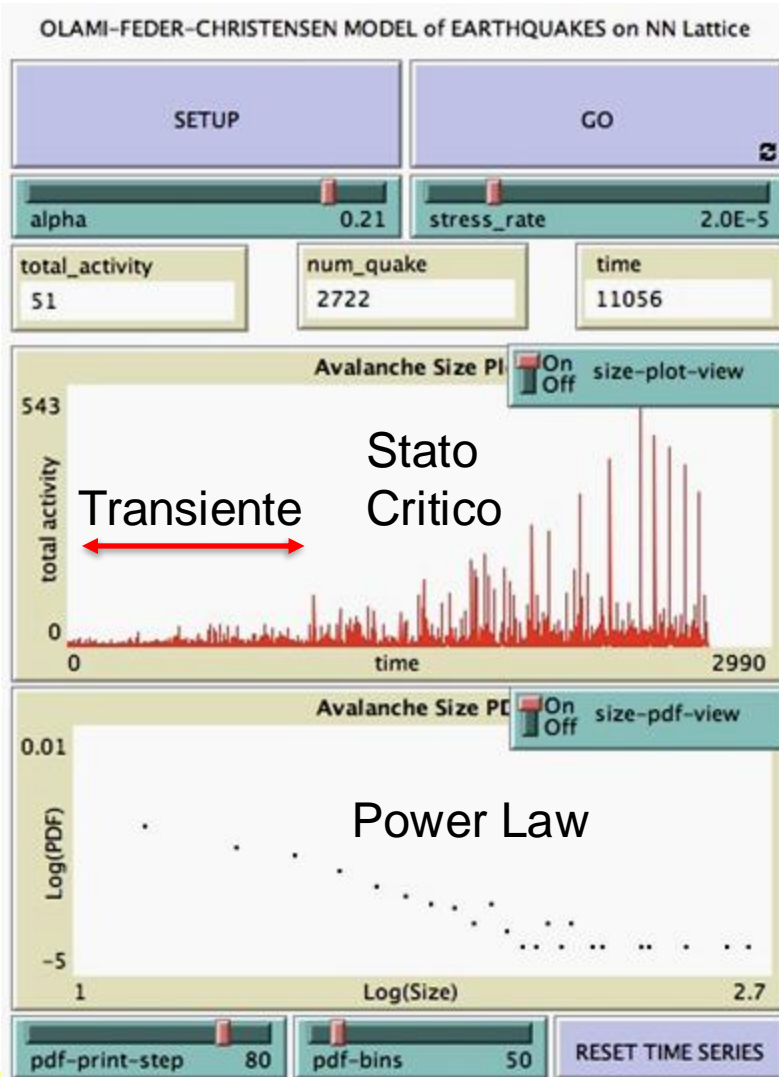 OLAMI-FEDER-CHRISTENSEN MODEL of EARTHQUAKES on NN Lattice
SETUP
GO
alpha 0.21
stress_rate 2.0E-5
total_activity
51
num_quake
2722
time
11056
Avalanche Size Pl
On
Off
size-plot-view
543
total activity
0
Transiente
Stato
Critico
0
time
2990
Avalanche Size PD
On
Off
size-pdf-view
0.01
Log(PDF)
-5
Power Law
1
Log(Size)
2.7
pdf-print-step 80
pdf-bins 50
RESET TIME SERIES